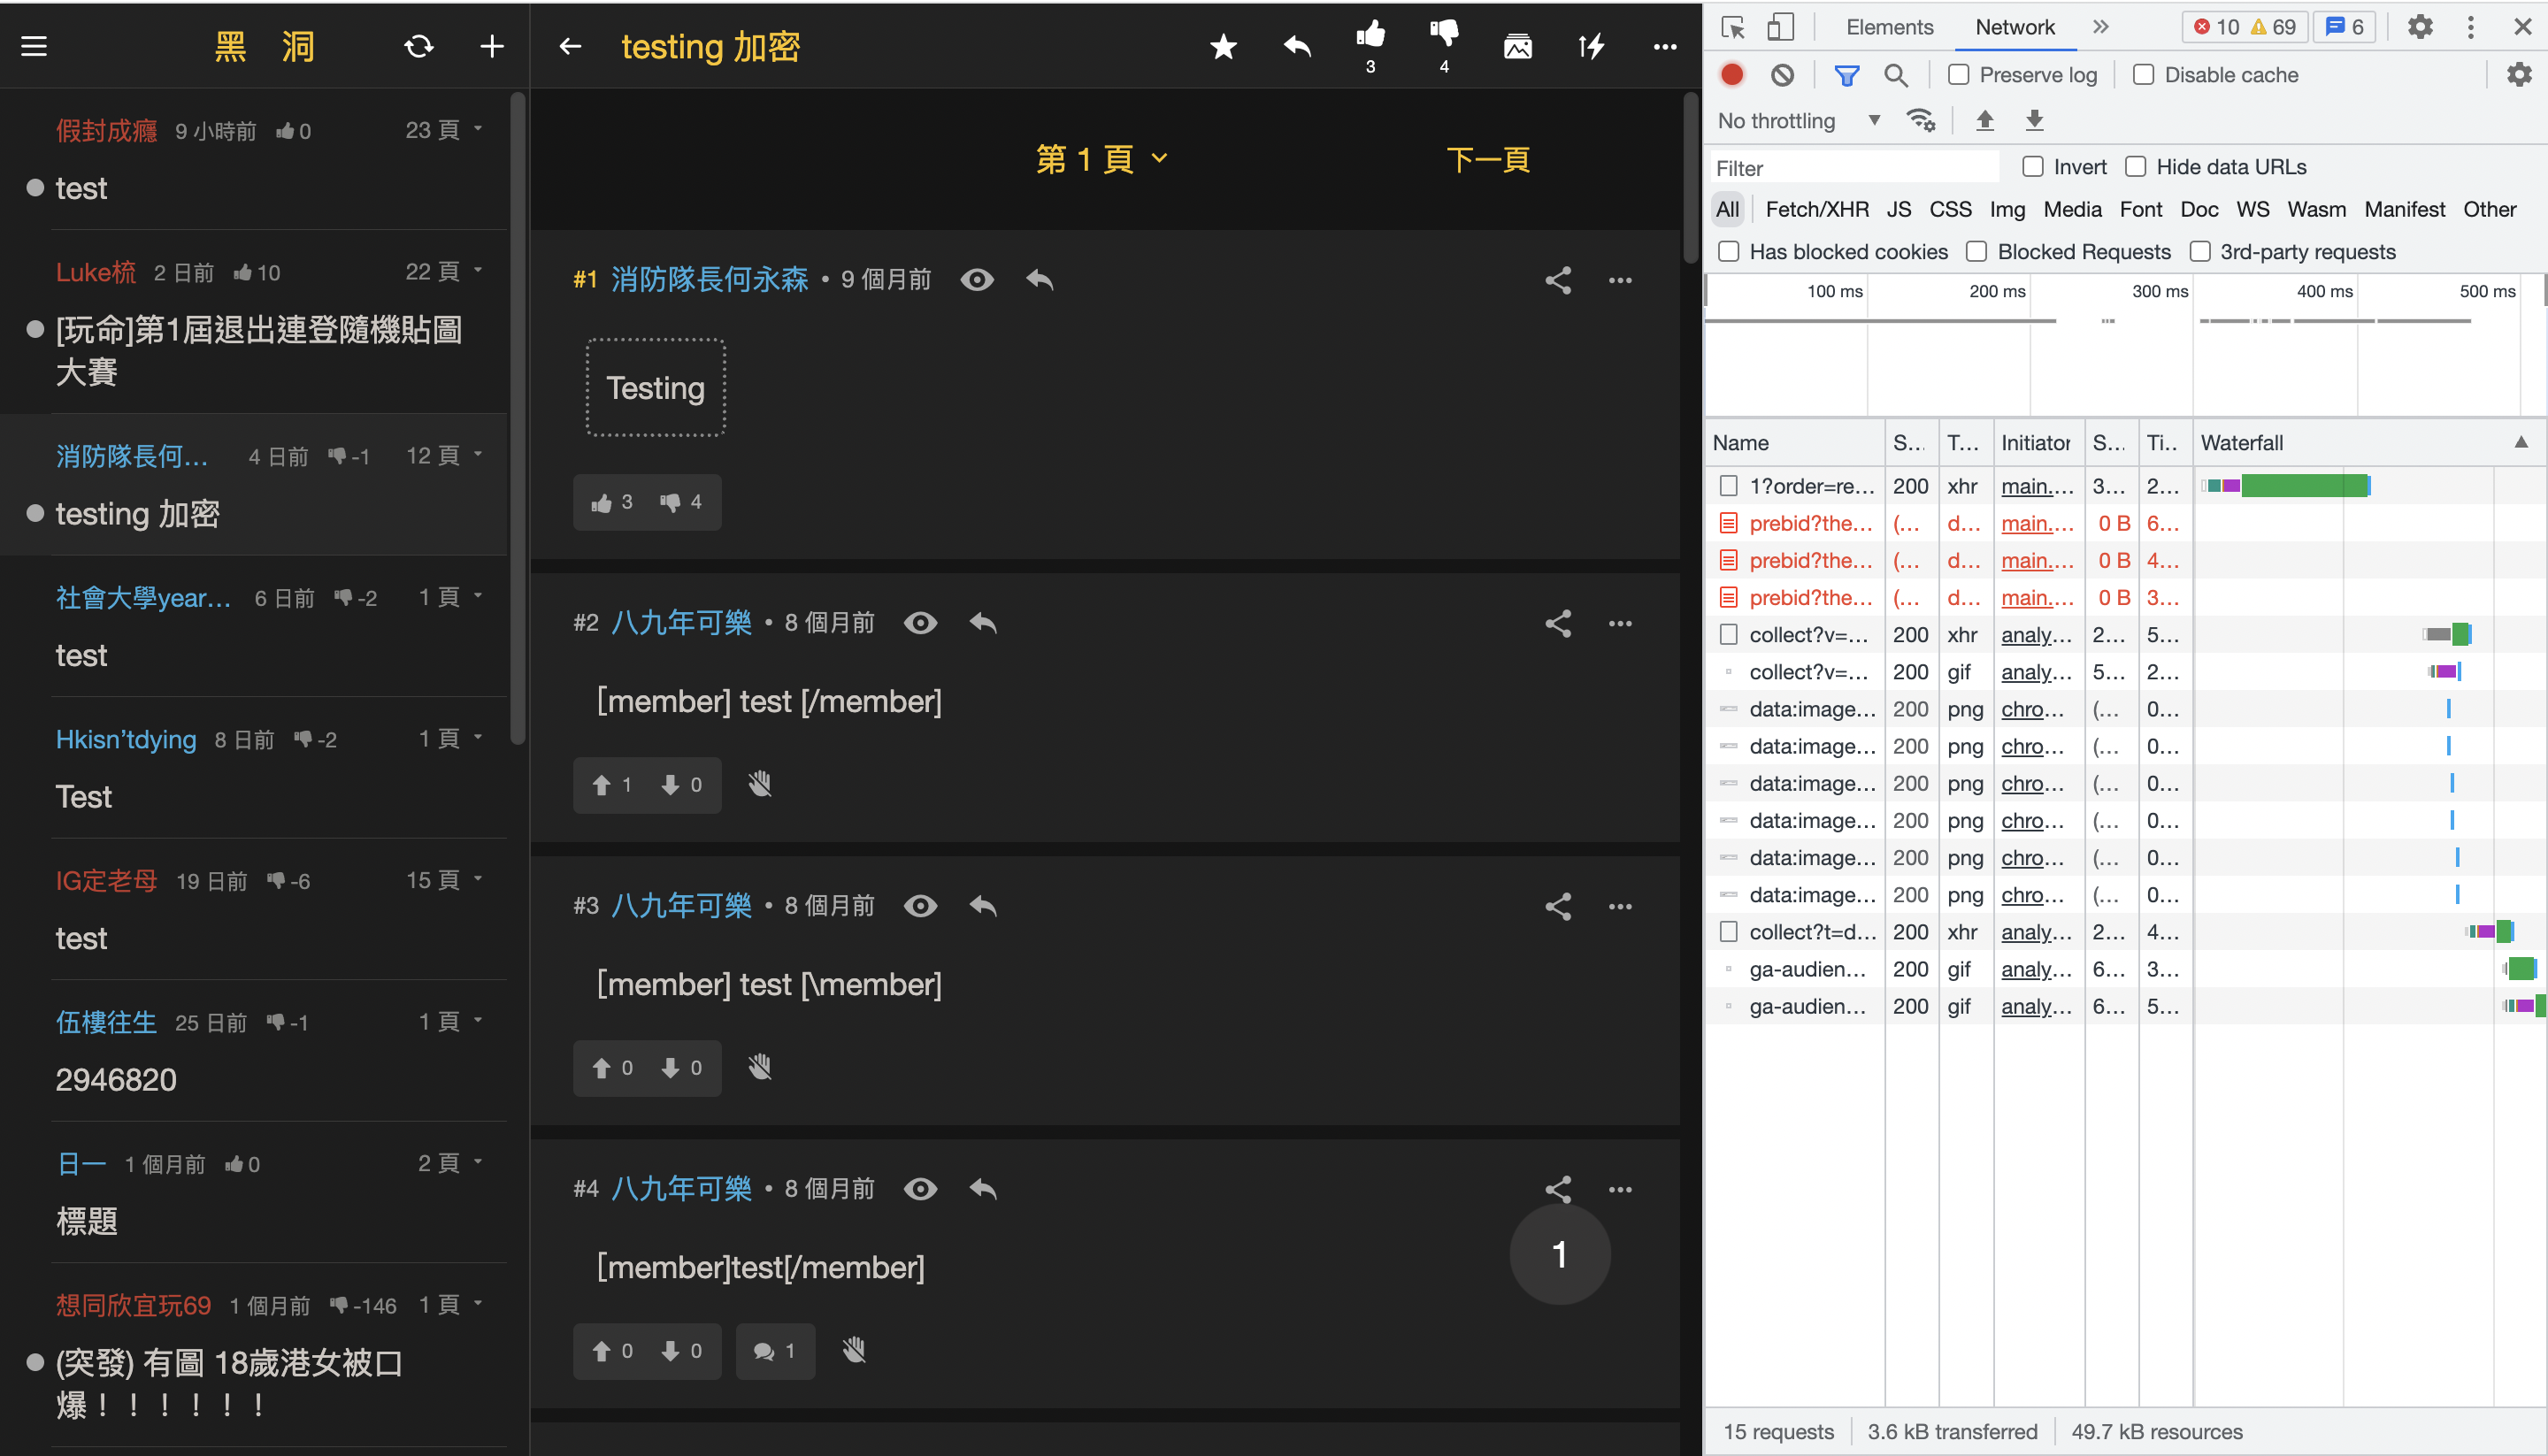 黑 洞
假封成癮 9 小時前 0 23 頁
test
Luke梳 2 日前 10 22 頁
[玩命]第1屆退出連登隨機貼圖
大賽
消防隊長何... 4 日前 -1 12 頁
testing 加密
社會大學year... 6 日前 -2 1 頁
test
Hkisn'tdying 8 日前 -2 1 頁
Test
IG定老母 19 日前 -6 15 頁
test
伍樓往生 25 日前 -1 1 頁
2946820
日一 1 個月前 0 2 頁
標題
想同欣宜玩69 1 個月前 -146 1 頁
(突發) 有圖 18歲港女被口
爆！！！！！！
testing 加密
3
4
第 1 頁
下一頁
#1 消防隊長何永森 • 9 個月前
Testing
3 4
#2 八九年可樂 • 8 個月前
[member] test [/member]
1 0
#3 八九年可樂 • 8 個月前
[member] test [\member]
0 0
#4 八九年可樂 • 8 個月前
[member]test[/member]
1
0 0 1
Elements Network 10 69 6
Preserve log Disable cache
No throttling
Filter Invert Hide data URLs
All Fetch/XHR JS CSS Img Media Font Doc WS Wasm Manifest Other
Has blocked cookies Blocked Requests 3rd-party requests
100 ms 200 ms 300 ms 400 ms 500 ms
Name S... T... Initiator S... Ti.. Waterfall
1?order=re... 200 xhr main.... 3... 2...
prebid?the... (... d... main.... 0 B 6...
prebid?the... (... d... main.... 0 B 4...
prebid?the... (... d... main.... 0 B 3...
collect?v=... 200 xhr analy... 2... 5...
collect?v=... 200 gif analy... 5... 2...
data:image... 200 png chro... (... 0...
data:image... 200 png chro... (... 0...
data:image... 200 png chro... (... 0...
data:image... 200 png chro... (... 0...
data:image... 200 png chro... (... 0...
data:image... 200 png chro... (... 0...
collect?t=d... 200 xhr analy... 2... 4...
ga-audien... 200 gif analy... 6... 3...
ga-audien... 200 gif analy... 6... 5...
15 requests 3.6 kB transferred 49.7 kB resources